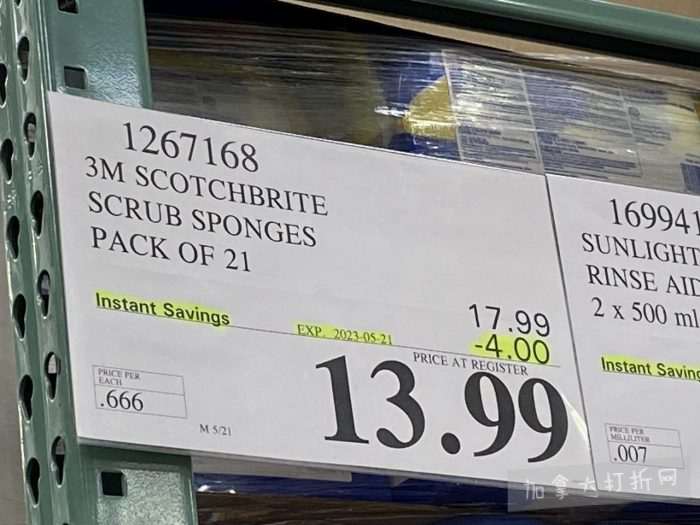 1267168
3M SCOTCHBRITE
SCRUB SPONGES
PACK OF 21
Instant Savings
EXP. 2023-05-21
17.99
-4.00
PRICE AT REGISTER
13.99
PRICE PER
EACH
.666
M 5/21
169941
SUNLIGHT
RINSE AID
2 x 500 ml
Instant Saving
PRICE PER
MILLILITER
.007
加拿大打折网